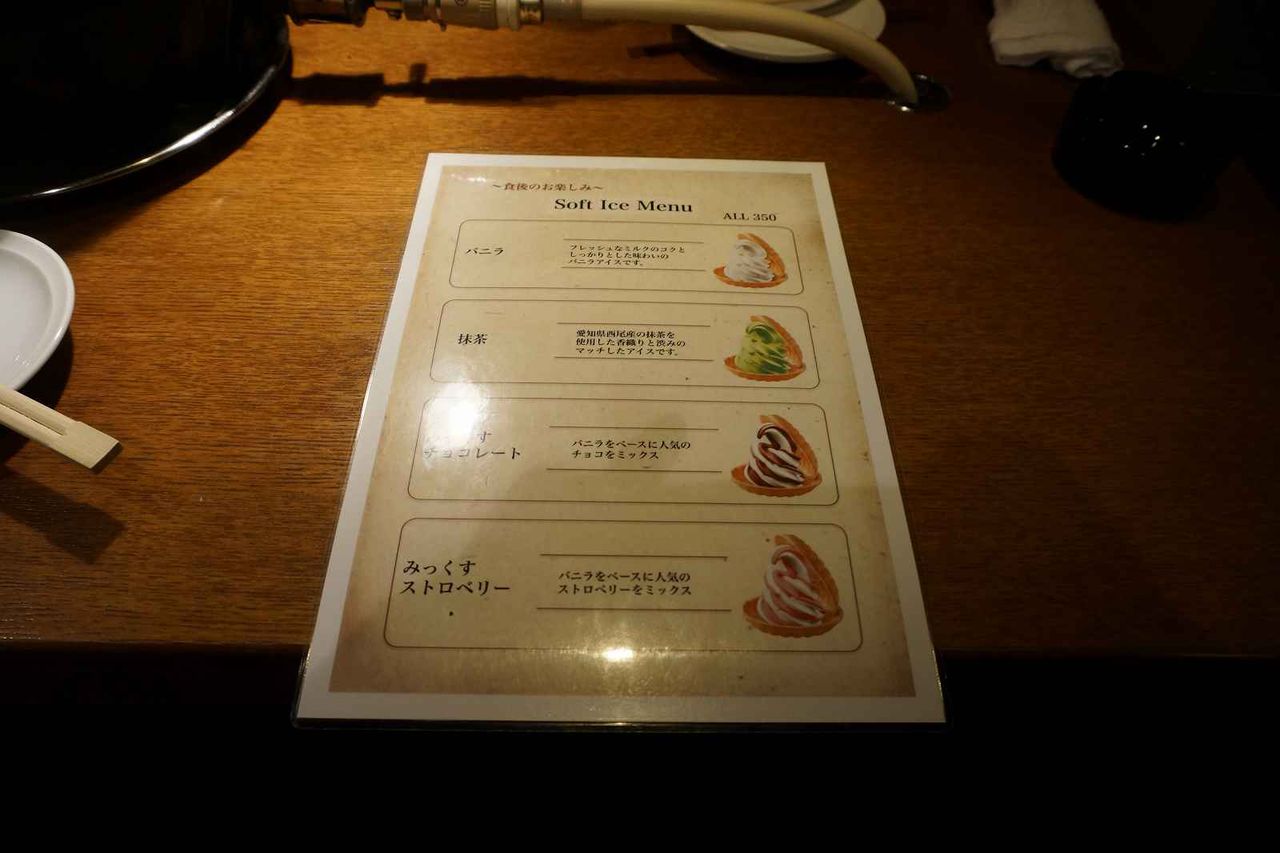 ～食後のお楽しみ～
Soft Ice Menu
ALL 350
バニラ
フレッシュなミルクのコクと
しっかりとした味わいの
バニラアイスです。
抹茶
愛知県西尾産の抹茶を
使用した香織りと渋みの
マッチしたアイスです。
す
チョコレート
バニラをベースに人気の
チョコをミックス
みっくす
ストロベリー
バニラをベースに人気の
ストロベリーをミックス